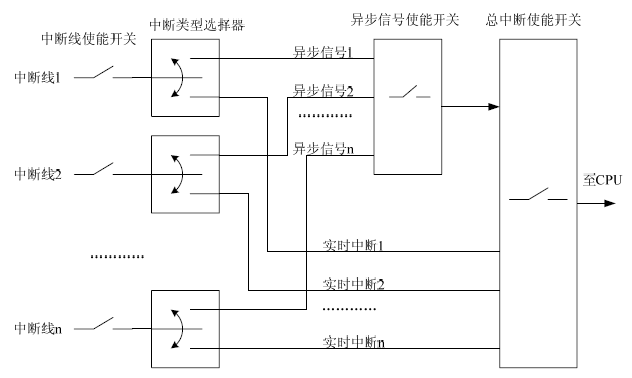 中断线使能开关
中断类型选择器
异步信号使能开关
总中断使能开关
中断线1
异步信号1
异步信号2
............
异步信号n
中断线2
至CPU
............
实时中断1
实时中断2
............
中断线n
实时中断n